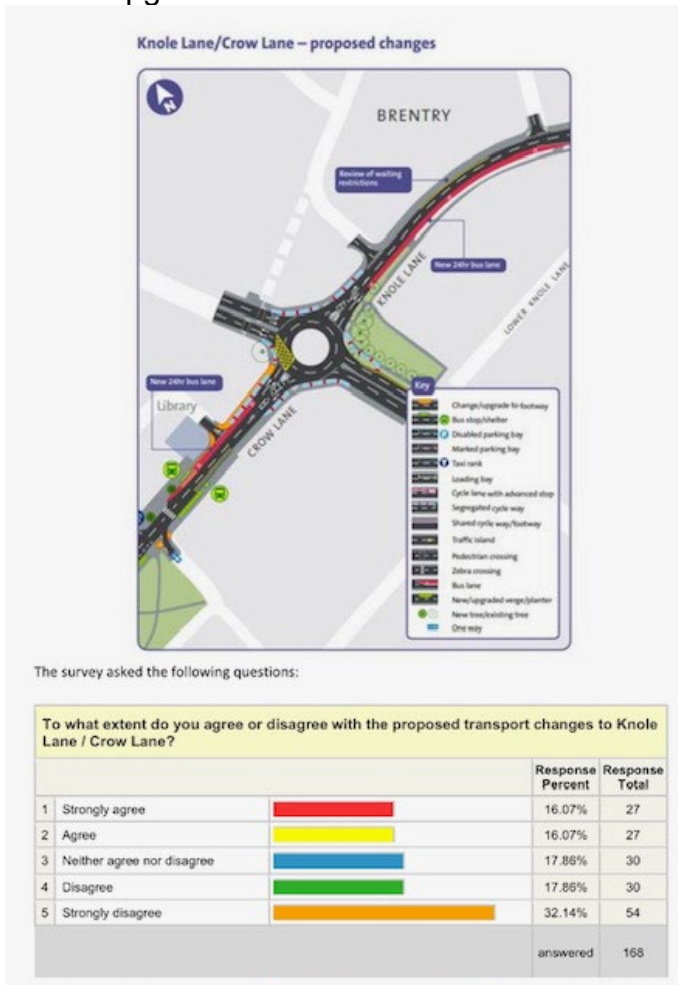 Knole Lane/Crow Lane – proposed changes
N
BRENTRY
Review of waiting
restrictions
New 24hr bus lane
KNOLE LANE
LOWER KNOLE LANE
New 24hr bus lane
Library
CROW LANE
Key
Change/upgrade to footway
Bus stop/shelter
Disabled parking bay
Marked parking bay
Taxi rank
Loading bay
Cycle lane with advanced stop
Segregated cycle way
Shared cycle way/footway
Traffic island
Pedestrian crossing
Zebra crossing
Bus lane
New/upgraded verge/planter
New tree/existing tree
One way
The survey asked the following questions:
To what extent do you agree or disagree with the proposed transport changes to Knole
Lane / Crow Lane?
Response Percent Response Total
1 Strongly agree 16.07% 27
2 Agree 16.07% 27
3 Neither agree nor disagree 17.86% 30
4 Disagree 17.86% 30
5 Strongly disagree 32.14% 54
answered 168